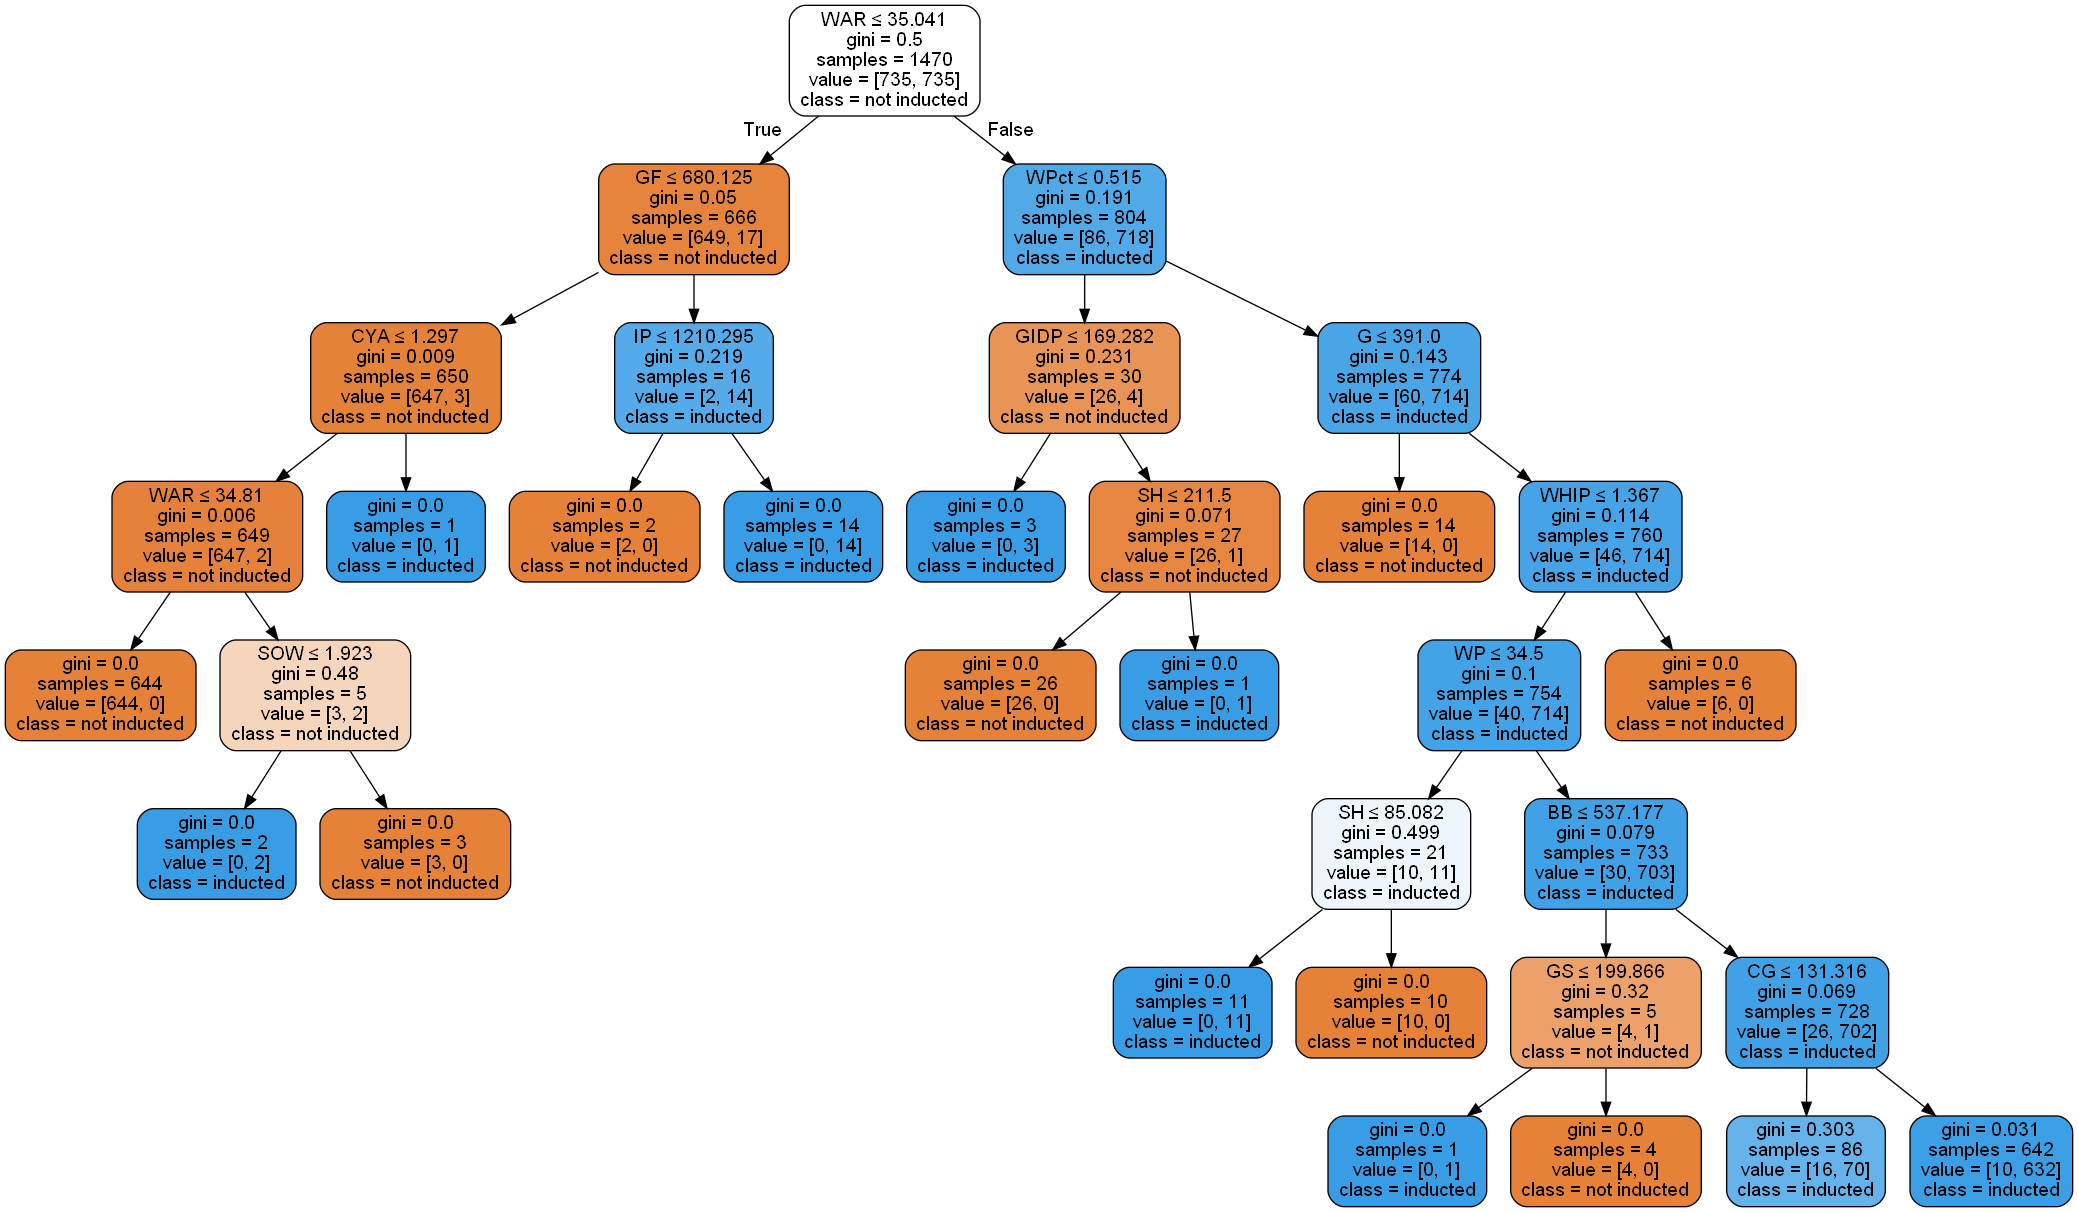 WAR ≤ 35.041
gini = 0.5
samples = 1470
value = [735, 735]
class = not inducted
True
False
GF ≤ 680.125
gini = 0.05
samples = 666
value = [649, 17]
class = not inducted
WPct ≤ 0.515
gini = 0.191
samples = 804
value = [86, 718]
class = inducted
CYA ≤ 1.297
gini = 0.009
samples = 650
value = [647, 3]
class = not inducted
IP ≤ 1210.295
gini = 0.219
samples = 16
value = [2, 14]
class = inducted
GIDP ≤ 169.282
gini = 0.231
samples = 30
value = [26, 4]
class = not inducted
G ≤ 391.0
gini = 0.143
samples = 774
value = [60, 714]
class = inducted
WAR ≤ 34.81
gini = 0.006
samples = 649
value = [647, 2]
class = not inducted
gini = 0.0
samples = 1
value = [0, 1]
class = inducted
gini = 0.0
samples = 2
value = [2, 0]
class = not inducted
gini = 0.0
samples = 14
value = [0, 14]
class = inducted
gini = 0.0
samples = 3
value = [0, 3]
class = inducted
SH ≤ 211.5
gini = 0.071
samples = 27
value = [26, 1]
class = not inducted
gini = 0.0
samples = 14
value = [14, 0]
class = not inducted
WHIP ≤ 1.367
gini = 0.114
samples = 760
value = [46, 714]
class = inducted
gini = 0.0
samples = 644
value = [644, 0]
class = not inducted
SOW ≤ 1.923
gini = 0.48
samples = 5
value = [3, 2]
class = not inducted
gini = 0.0
samples = 26
value = [26, 0]
class = not inducted
gini = 0.0
samples = 1
value = [0, 1]
class = inducted
WP ≤ 34.5
gini = 0.1
samples = 754
value = [40, 714]
class = inducted
gini = 0.0
samples = 6
value = [6, 0]
class = not inducted
gini = 0.0
samples = 2
value = [0, 2]
class = inducted
gini = 0.0
samples = 3
value = [3, 0]
class = not inducted
SH ≤ 85.082
gini = 0.499
samples = 21
value = [10, 11]
class = inducted
BB ≤ 537.177
gini = 0.079
samples = 733
value = [30, 703]
class = inducted
gini = 0.0
samples = 11
value = [0, 11]
class = inducted
gini = 0.0
samples = 10
value = [10, 0]
class = not inducted
GS ≤ 199.866
gini = 0.32
samples = 5
value = [4, 1]
class = not inducted
CG ≤ 131.316
gini = 0.069
samples = 728
value = [26, 702]
class = inducted
gini = 0.0
samples = 1
value = [0, 1]
class = inducted
gini = 0.0
samples = 4
value = [4, 0]
class = not inducted
gini = 0.303
samples = 86
value = [16, 70]
class = inducted
gini = 0.031
samples = 642
value = [10, 632]
class = inducted